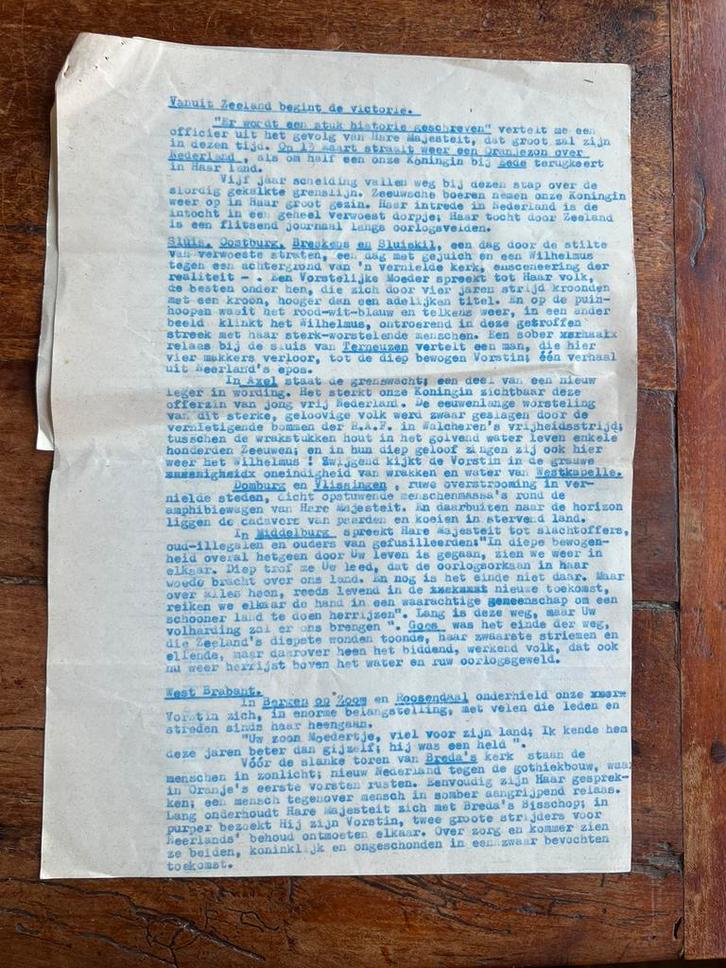 Vanuit Zeeland begint de victorie.
"Er wordt een stuk historie geschreven" vertelt me een
officier uit het gevolg van Hare Majesteit, dat groot zal zijn
in dezen tijd. On 13 maart straalt weer een Oranjezon over
Nederland , als om half een onze Koningin bij Eede terugkeert
in Haar land.
Vijf jaar scheiding vallen weg bij dezen stap over de
slordig gekalkte grenslijn. Zeeuwsche boeren nemen onze Koningin
weer op in Haar groot gezin. Haar intrede in Nederland is de
intocht in een geheel verwoest dorpje; Haar tocht door Zeeland
is een flitsend journaal langs oorlogsvelden.
Sluis, Oostburg, Breskens en Sluiskil, een dag door de stilte
van verwoeste straten, een dag met gejuich en een Wilhelmus
tegen een achtergrond van 'n vernielde kerk, ensceneering der
realiteit - . Een Vorstelijke Moeder spreekt tot Haar volk,
de besten onder hen, die zich door vier jaren strijd kroonden
met een kroon, hooger dan een adelijken titel. En op de puin-
hoopen waait het rood-wit-blauw en telkens weer, in een ander
beeld klinkt het Wilhelmus, ontroerend in deze getroffen
streek met haar sterk-worstelende menschen. Een sober
relaas bij de sluis van Terneuzen vertelt een man, die hier
vier makkers verloor, tot de diep bewogen Vorstin; één verhaal
uit Neerland's epos.
In Axel staat de grenswacht; een deel van een nieuw
leger in wording. Het sterkt onze Koningin zichtbaar deze
offerzin van jong vrij Nederland. De eeuwenlange worsteling
van dit sterke, geloovige volk werd zwaar geslagen door de
vernietigende bommen der R.A.F. in Walcheren's vrijheidsstrijd;
tusschen de wrakstukken hout in het golvend water leven enkele
honderden Zeeuwen; en in hun diep geloof zingen zij ook hier
weer het Wilhelmus ! Zwijgend kijkt de Vorstin in de grauwe
oneindigheid van wrakken en water van Westkapelle.
Domburg en Vlissingen , ruwe overstrooming in ver-
nielde steden, dicht opstuwende menschenmassa's rond de
amphibiewagen van Hare Majesteit. En daarbuiten naar de horizon
liggen de cadavers van paarden en koeien in stervend land.
In Middelburg spreekt Hare Majesteit tot slachtoffers,
oud-illegalen en ouders van gefusilleerden:"In diepe bewogen-
heid overal hetgeen door Uw leven is gegaan, zien we weer in
elkaar. Diep trof me Uw leed, dat de oorlogsorkaan in haar
woede bracht over ons land. En nog is het einde niet daar. Maar
over alles heen, reeds levend in de nieuwe toekomst,
reiken we elkaar de hand in een waarachtige gemeenschap om een
schooner land te doen herrijzen". Lang is deze weg, maar Uw
volharding zal er ons brengen ". Goes was het einde der weg,
die Zeeland's diepste wonden toonde, haar zwaarste striemen en
ellende, maar daarover heen het biddend, werkend volk, dat ook
nu weer herrijst boven het water en ruw oorlogsgeweld.
West Brabant.
In Bergen op Zoom en Roosendaal onderhield onze
Vorstin zich, in enorme belangstelling, met velen die leden en
streden sinds haar heengaan.
"Uw zoon Moedertje, viel voor zijn land; Ik kende hem
deze jaren beter dan gijzelf; hij was een held ".
Vóór de slanke toren van Breda's kerk staan de
menschen in zonlicht; nieuw Nederland tegen de gothiekbouw, waar
in Oranje's eerste vorsten rusten. Eenvoudig zijn Haar gesprek-
ken; een mensch tegenover mensch in somber aangrijpend relaas.
Lang onderhoudt Hare Majesteit zich met Breda's Bisschop; in
purper bezoekt Hij zijn Vorstin, twee groote strijders voor
Neerlands' behoud ontmoeten elkaar. Over zorg en kommer zien
ze beiden, koninklijk en ongeschonden in een zwaar bevochten
toekomst.